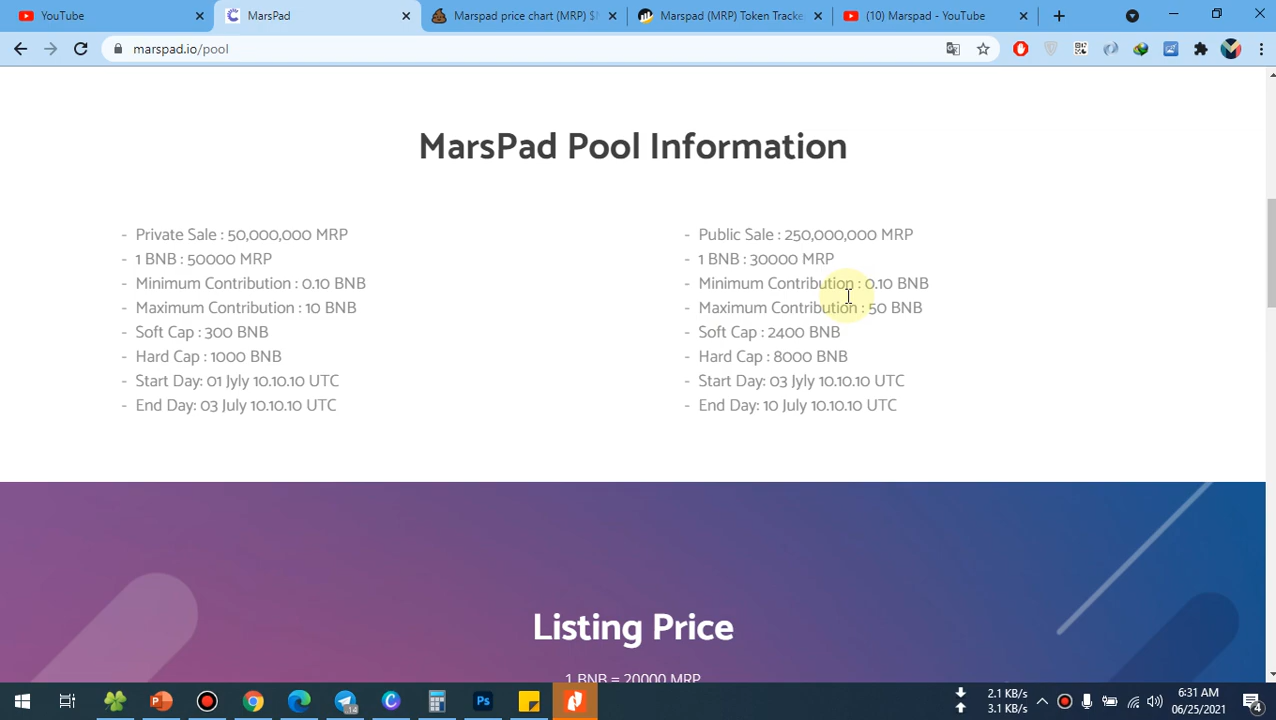 YouTube
MarsPad
Marspad price chart (MRP) $
Marspad (MRP) Token Tracke
(10) Marspad - YouTube
marspad.io/pool
MarsPad Pool Information
- Private Sale : 50,000,000 MRP
- 1 BNB : 50000 MRP
- Minimum Contribution : 0.10 BNB
- Maximum Contribution : 10 BNB
- Soft Cap : 300 BNB
- Hard Cap : 1000 BNB
- Start Day: 01 Jyly 10.10.10 UTC
- End Day: 03 July 10.10.10 UTC
- Public Sale : 250,000,000 MRP
- 1 BNB : 30000 MRP
- Minimum Contribution : 0.10 BNB
- Maximum Contribution : 50 BNB
- Soft Cap : 2400 BNB
- Hard Cap : 8000 BNB
- Start Day: 03 Jyly 10.10.10 UTC
- End Day: 10 July 10.10.10 UTC
Listing Price
1 BNB = 20000 MRP
14
2.1 KB/s
3.1 KB/s
6:31 AM
06/25/2021
4